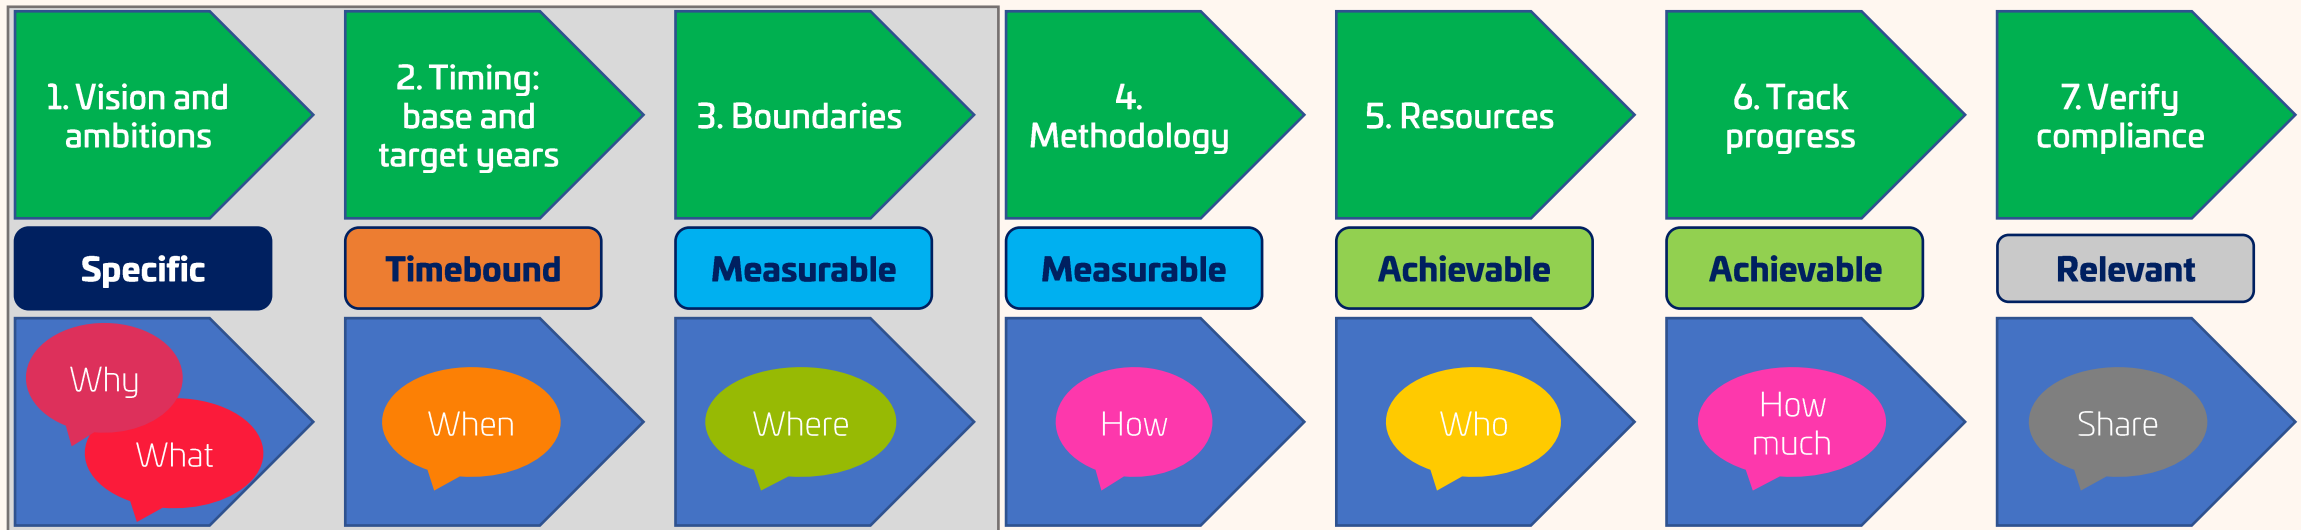 1. Vision and
ambitions
2. Timing:
base and
target years
3. Boundaries
4.
Methodology
5. Resources
6. Track
progress
7. Verify
compliance
Specific
Timebound
Measurable
Measurable
Achievable
Achievable
Relevant
Why
What
When
Where
How
Who
How
much
Share